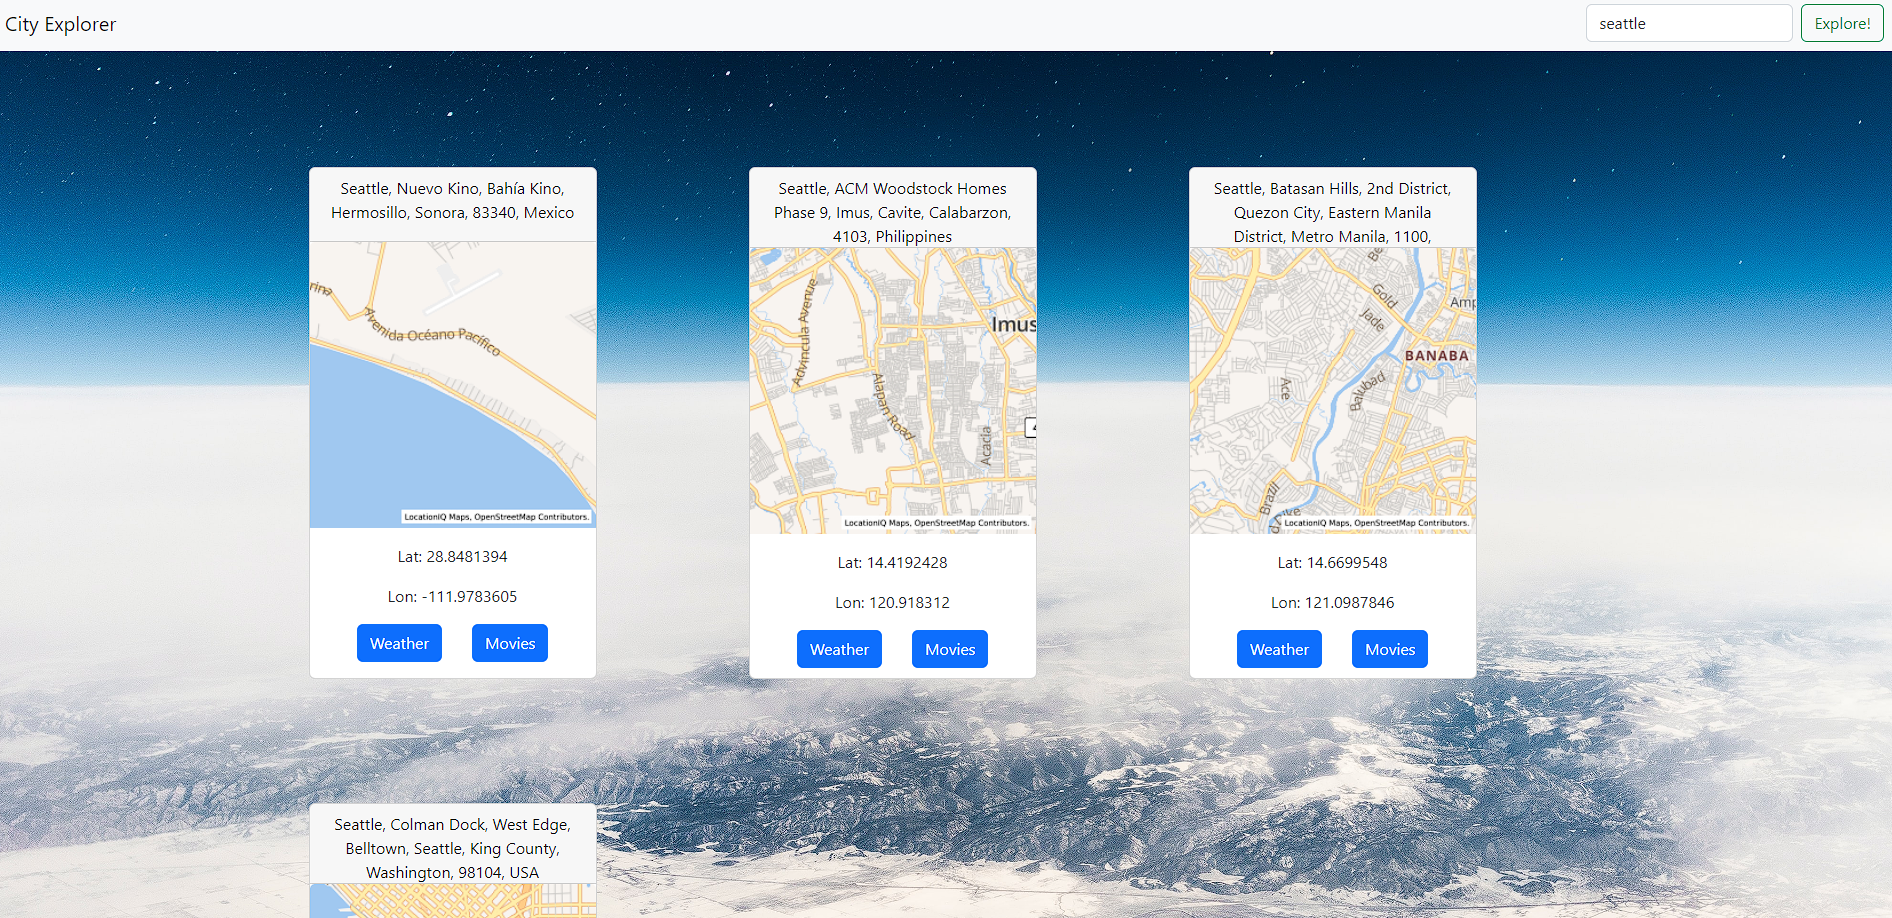 City Explorer
seattle
Explore!
Seattle, Nuevo Kino, Bahía Kino,
Hermosillo, Sonora, 83340, Mexico
Avenida Océano Pacífico
LocationIQ Maps, OpenStreetMap Contributors.
Lat: 28.8481394
Lon: -111.9783605
Weather
Movies
Seattle, ACM Woodstock Homes
Phase 9, Imus, Cavite, Calabarzon,
4103, Philippines
Advincula Avenue
Imus
Alapan Road
Acacia
LocationIQ Maps, OpenStreetMap Contributors.
Lat: 14.4192428
Lon: 120.918312
Weather
Movies
Seattle, Batasan Hills, 2nd District,
Quezon City, Eastern Manila
District, Metro Manila, 1100,
Gold
Jade
Amp
BANABA
Ace
Balubad
Brazil
LocationIQ Maps, OpenStreetMap Contributors.
Lat: 14.6699548
Lon: 121.0987846
Weather
Movies
Seattle, Colman Dock, West Edge,
Belltown, Seattle, King County,
Washington, 98104, USA